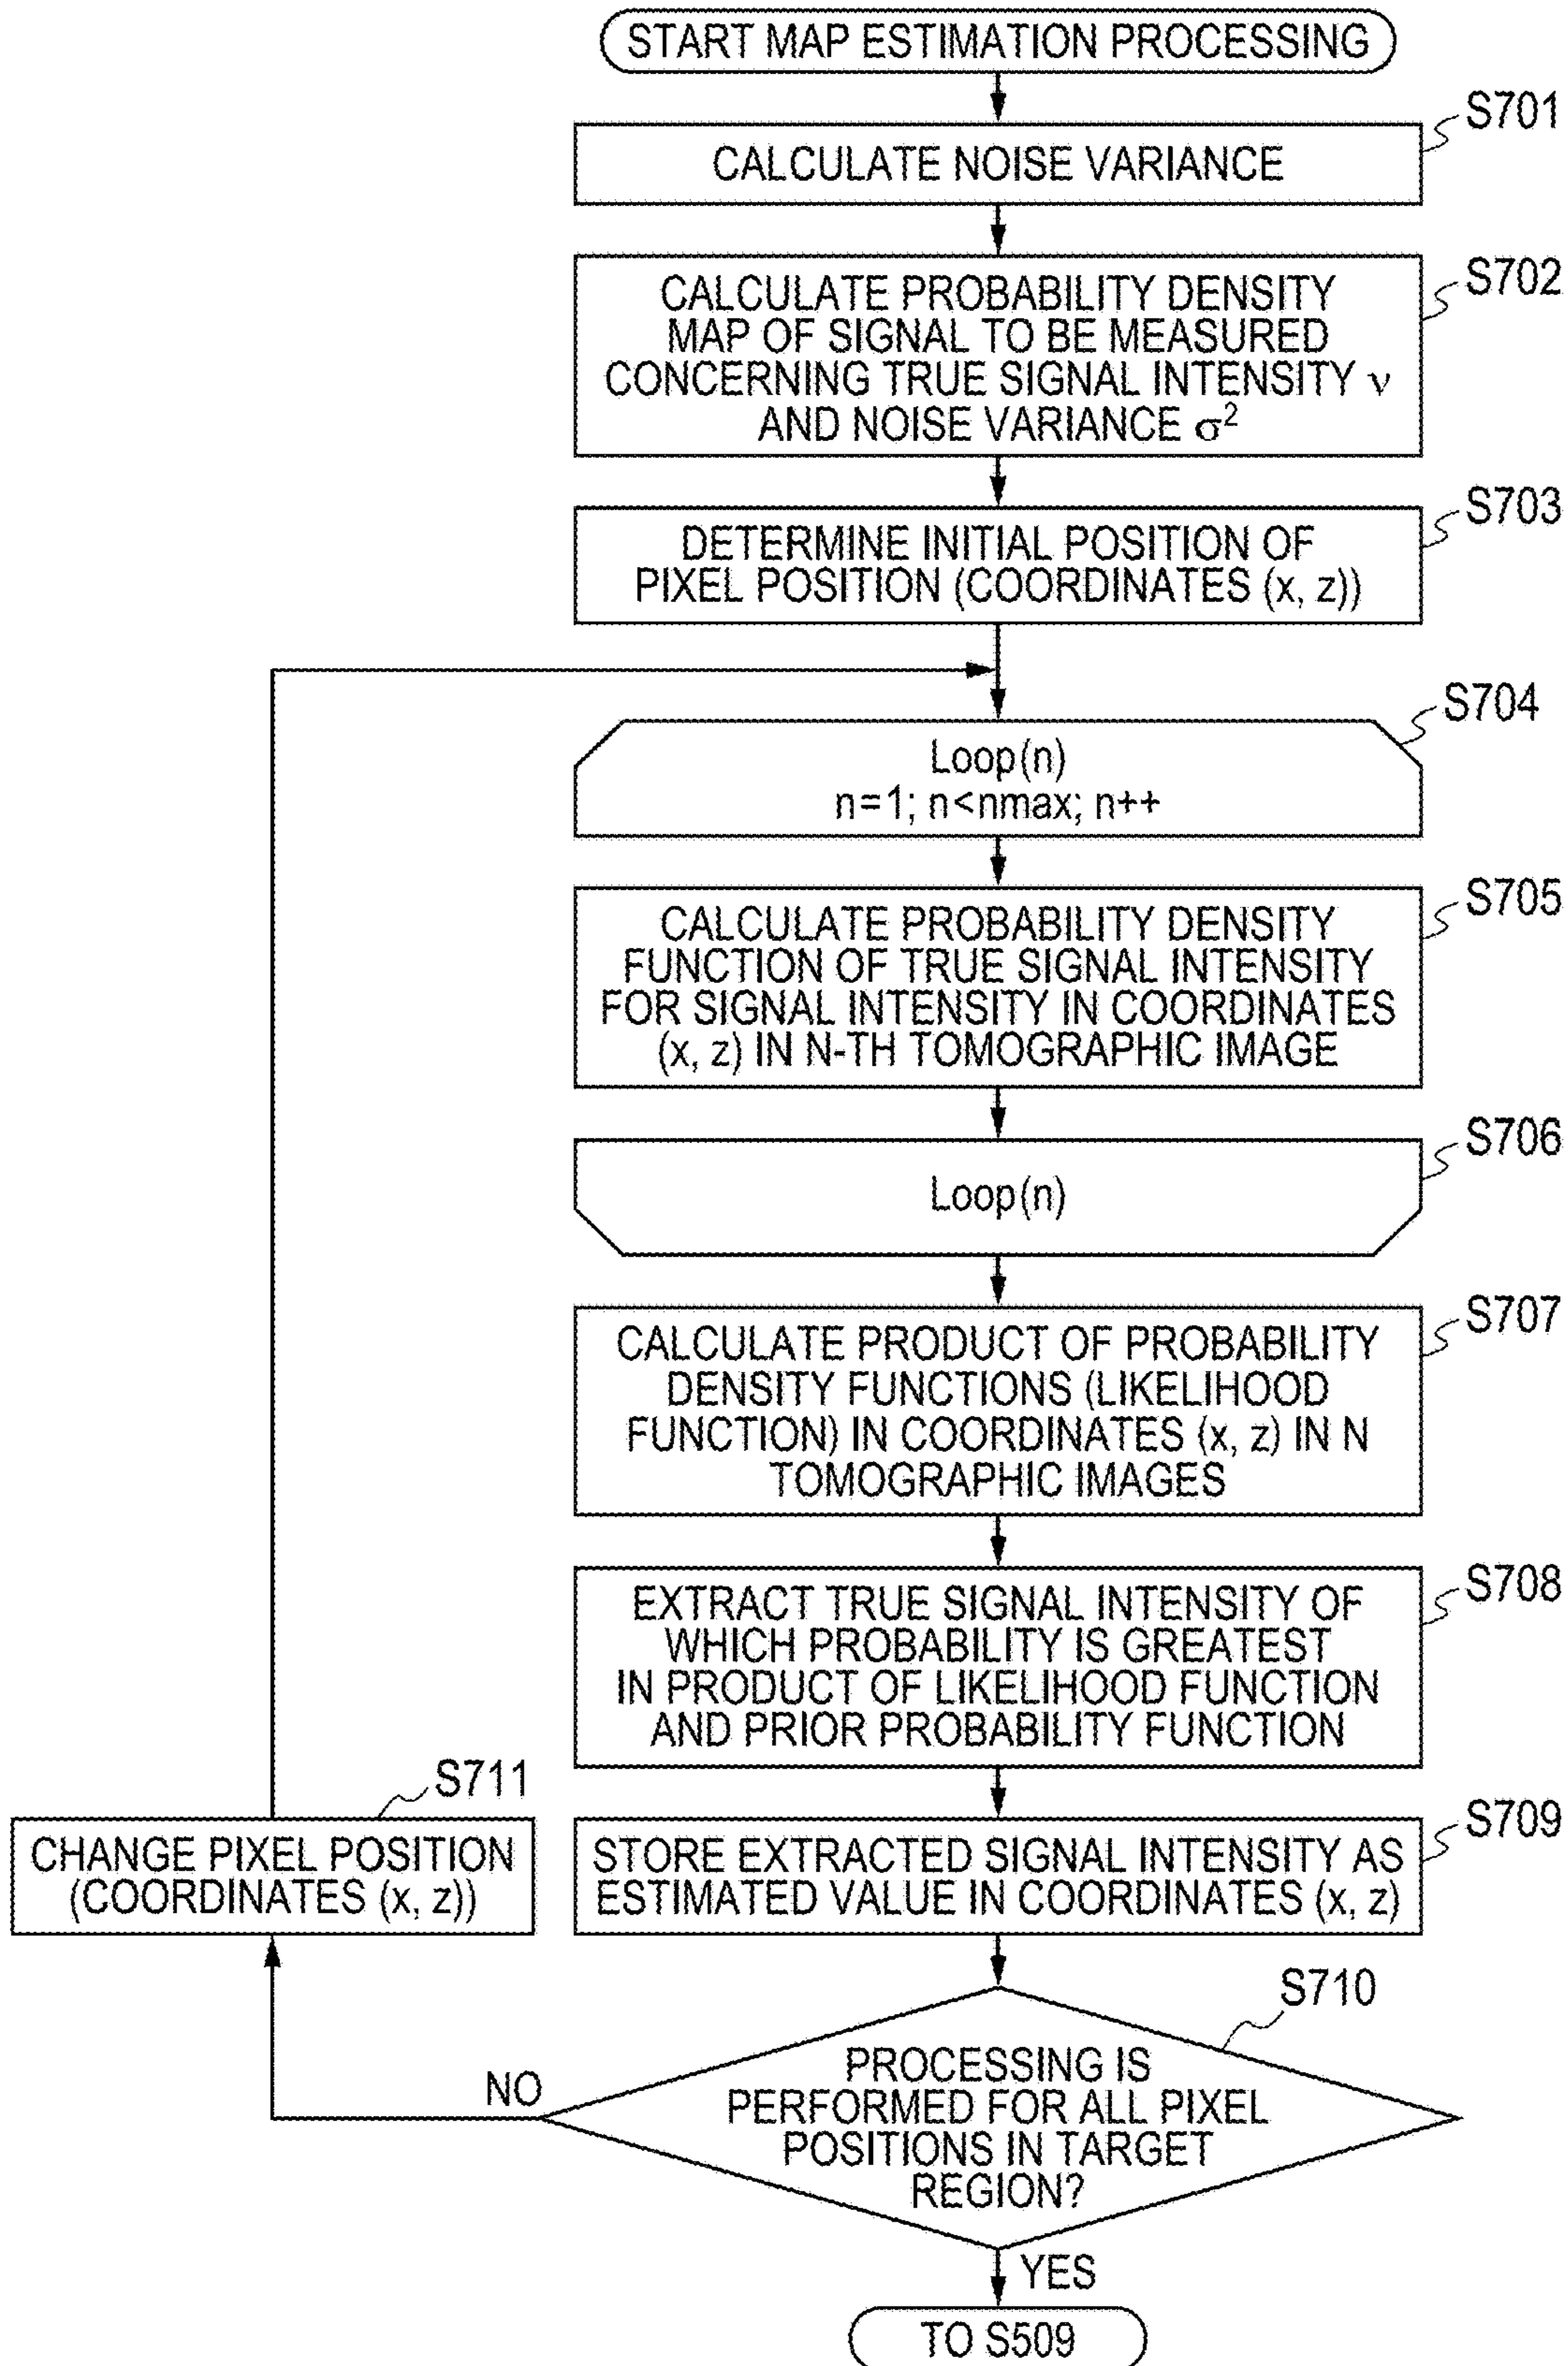 START MAP ESTIMATION PROCESSING
S701
CALCULATE NOISE VARIANCE
S702
CALCULATE PROBABILITY DENSITY
MAP OF SIGNAL TO BE MEASURED
CONCERNING TRUE SIGNAL INTENSITY ν
AND NOISE VARIANCE σ²
S703
DETERMINE INITIAL POSITION OF
PIXEL POSITION (COORDINATES (x, z))
S704
Loop(n)
n=1; n<nmax; n++
S705
CALCULATE PROBABILITY DENSITY
FUNCTION OF TRUE SIGNAL INTENSITY
FOR SIGNAL INTENSITY IN COORDINATES
(x, z) IN N-TH TOMOGRAPHIC IMAGE
S706
Loop(n)
S707
CALCULATE PRODUCT OF PROBABILITY
DENSITY FUNCTIONS (LIKELIHOOD
FUNCTION) IN COORDINATES (x, z) IN N
TOMOGRAPHIC IMAGES
S708
EXTRACT TRUE SIGNAL INTENSITY OF
WHICH PROBABILITY IS GREATEST
IN PRODUCT OF LIKELIHOOD FUNCTION
AND PRIOR PROBABILITY FUNCTION
S711
CHANGE PIXEL POSITION
(COORDINATES (x, z))
S709
STORE EXTRACTED SIGNAL INTENSITY AS
ESTIMATED VALUE IN COORDINATES (x, z)
S710
PROCESSING IS
PERFORMED FOR ALL PIXEL
POSITIONS IN TARGET
REGION?
NO
YES
TO S509